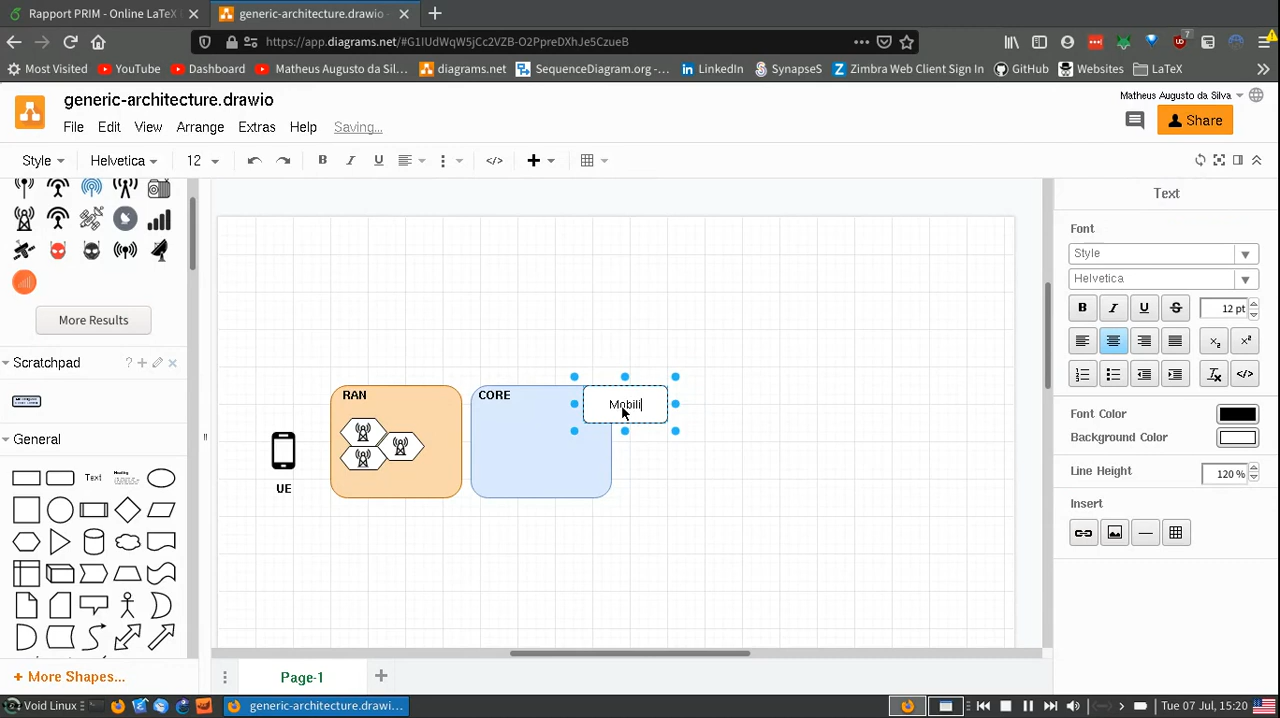 Rapport PRIM - Online LaTeX
generic-architecture.drawio
https://app.diagrams.net/#G1IUdWqW5jCc2VZB-O2PpreDXhJe5CzueB
7
Most Visited
YouTube
Dashboard
Matheus Augusto da Silv...
diagrams.net
SequenceDiagram.org -...
LinkedIn
SynapseS
Zimbra Web Client Sign In
GitHub
Websites
LaTeX
generic-architecture.drawio
Matheus Augusto da Silva
File
Edit
View
Arrange
Extras
Help
Saving...
Share
Style
Helvetica
12
B
I
U
</>
More Results
Scratchpad
?
General
Text
Heading
RAN
CORE
Mobili
UE
Text
Font
Style
Helvetica
B
I
U
S
12 pt
Font Color
Background Color
Line Height
120 %
Insert
+ More Shapes...
Page-1
Void Linux
generic-architecture.drawi...
Tue 07 Jul, 15:20